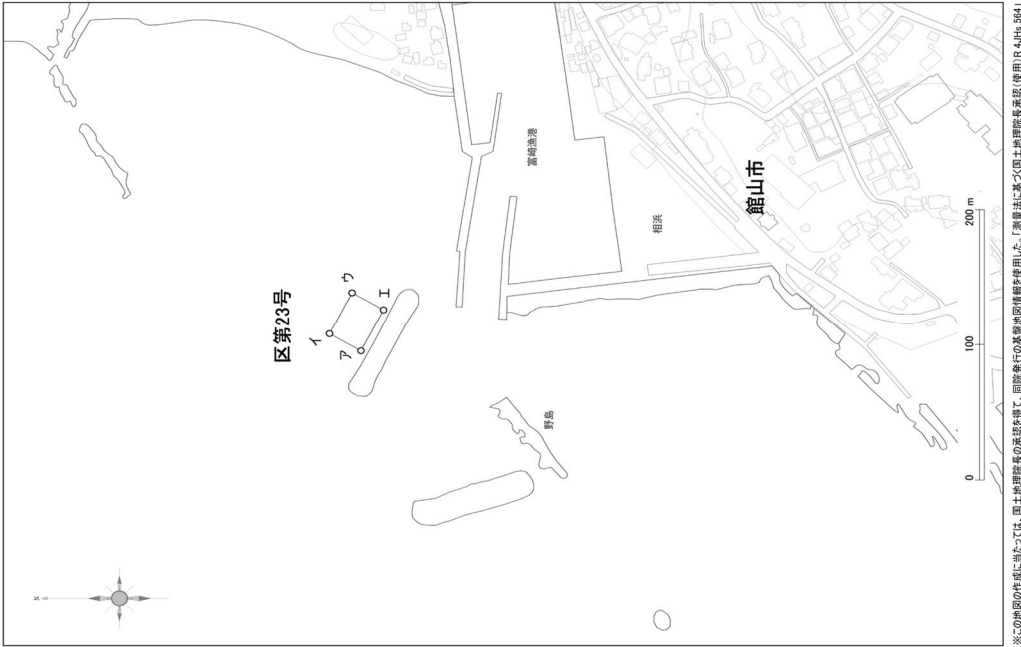 区第23号
イ
ウ
ア
エ
富崎漁港
館山市
相浜
野島
N
0
100
200 m
※この地図の作成に当たっては、国土地理院長の承認を得て、同院発行の基盤地図情報を使用した。「測量法に基づく国土地理院長承認(使用)R 4JHs 564」